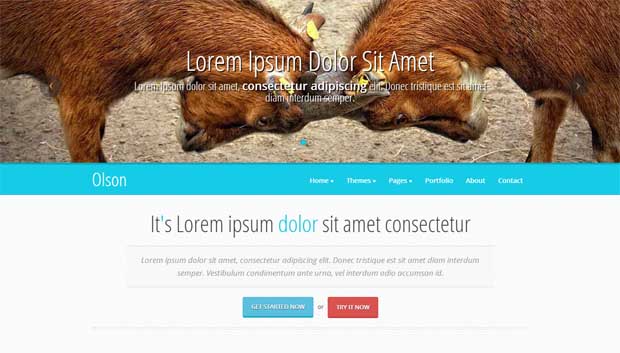 Lorem Ipsum Dolor Sit Amet
Lorem Ipsum dolor sit amet, consectetur adipiscing elit. Donec tristique est sit amet
diam interdum semper.
Olson
Home Themes Pages Portfolio About Contact
It's Lorem ipsum dolor sit amet consectetur
Lorem ipsum dolor sit amet, consectetur adipiscing elit. Donec tristique est sit amet diam interdum
semper. Vestibulum condimentum ante urna, vel interdum odio accumsan id.
GET STARTED NOW or TRY IT NOW